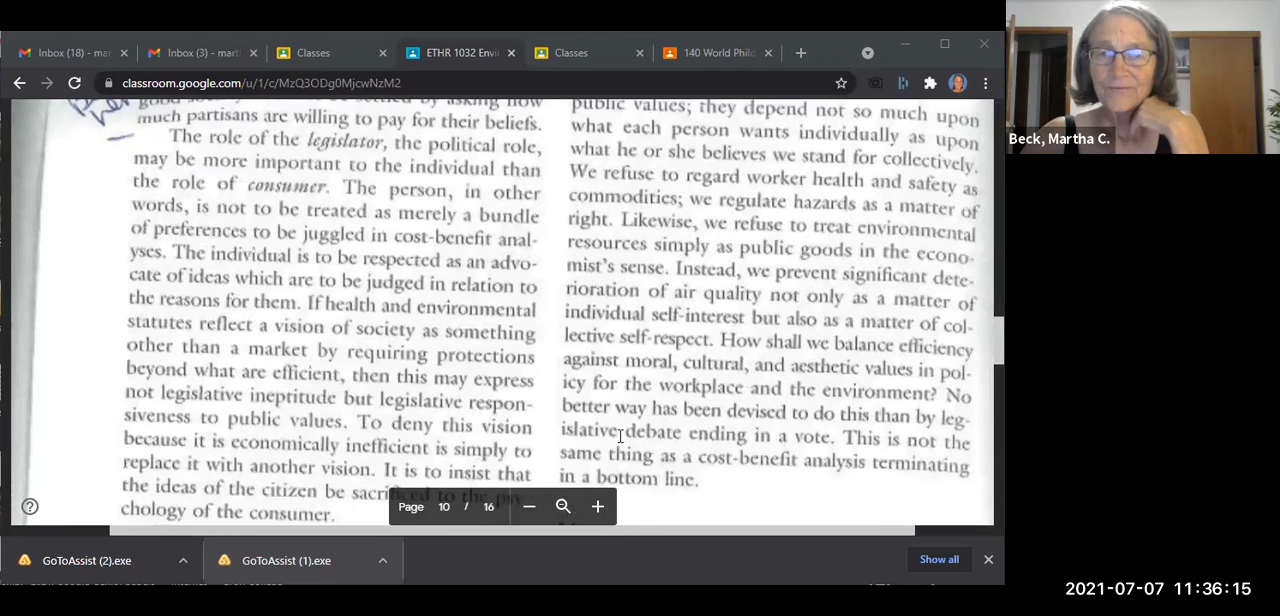 Inbox (18) - mar
Inbox (3) - mart
Classes
ETHR 1032 Envi
Classes
140 World Philo
classroom.google.com/u/1/c/MzQ3ODg0MjcwNzM2
much partisans are willing to pay for their beliefs.
The role of the legislator, the political role,
may be more important to the individual than
the role of consumer. The person, in other
words, is not to be treated as merely a bundle
of preferences to be juggled in cost-benefit anal-
yses. The individual is to be respected as an advo-
cate of ideas which are to be judged in relation to
the reasons for them. If health and environmental
statutes reflect a vision of society as something
other than a market by requiring protections
beyond what are efficient, then this may express
not legislative ineptitude but legislative respon-
siveness to public values. To deny this vision
because it is economically inefficient is simply to
replace it with another vision. It is to insist that
the ideas of the citizen be sacrificed to the psy-
chology of the consumer.
public values; they depend not so much upon
what each person wants individually as upon
what he or she believes we stand for collectively.
We refuse to regard worker health and safety as
commodities; we regulate hazards as a matter of
right. Likewise, we refuse to treat environmental
resources simply as public goods in the econo-
mist's sense. Instead, we prevent significant dete-
rioration of air quality not only as a matter of
individual self-interest but also as a matter of col-
lective self-respect. How shall we balance efficiency
against moral, cultural, and aesthetic values in pol-
icy for the workplace and the environment? No
better way has been devised to do this than by leg-
islative debate ending in a vote. This is not the
same thing as a cost-benefit analysis terminating
in a bottom line.
Page 10 / 16
GoToAssist (2).exe
GoToAssist (1).exe
Show all
Beck, Martha C.
2021-07-07 11:36:15